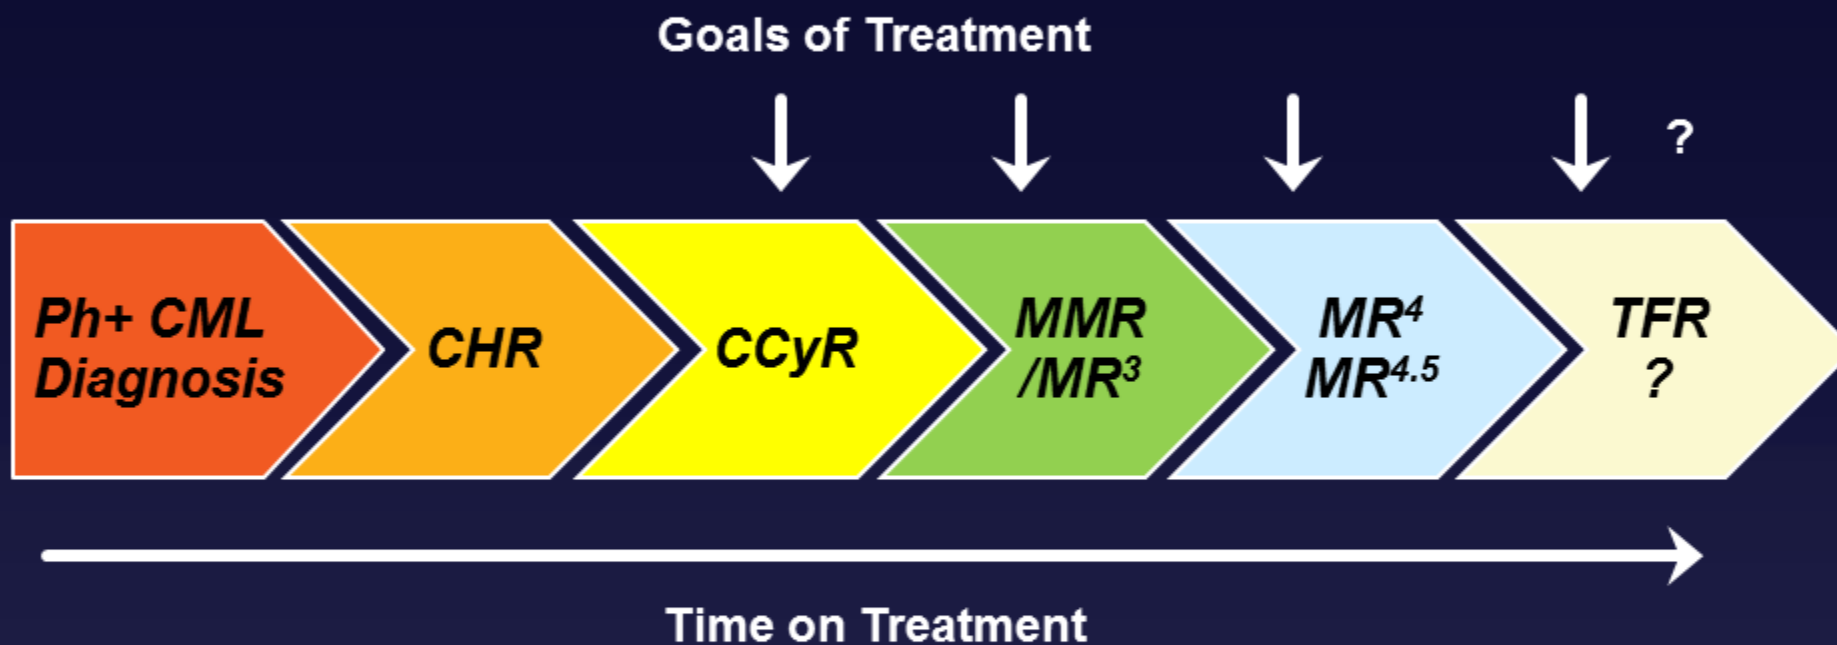 Goals of Treatment
?
Ph+ CML
Diagnosis
CHR
CCyR
MMR
/MR³
MR⁴
MR⁴·⁵
TFR
?
Time on Treatment